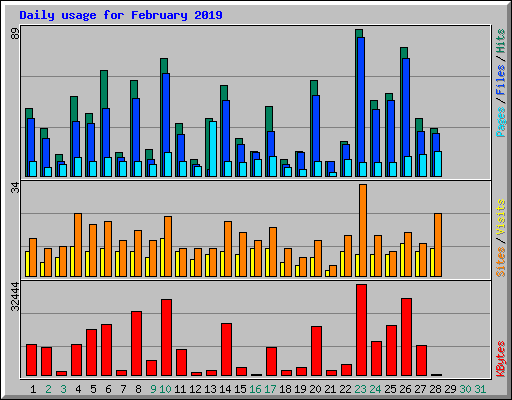 Daily usage for February 2019
89
Pages / Files / Hits
34
Sites / Visits
32444
KBytes
1 2 3 4 5 6 7 8 9 10 11 12 13 14 15 16 17 18 19 20 21 22 23 24 25 26 27 28 29 30 31